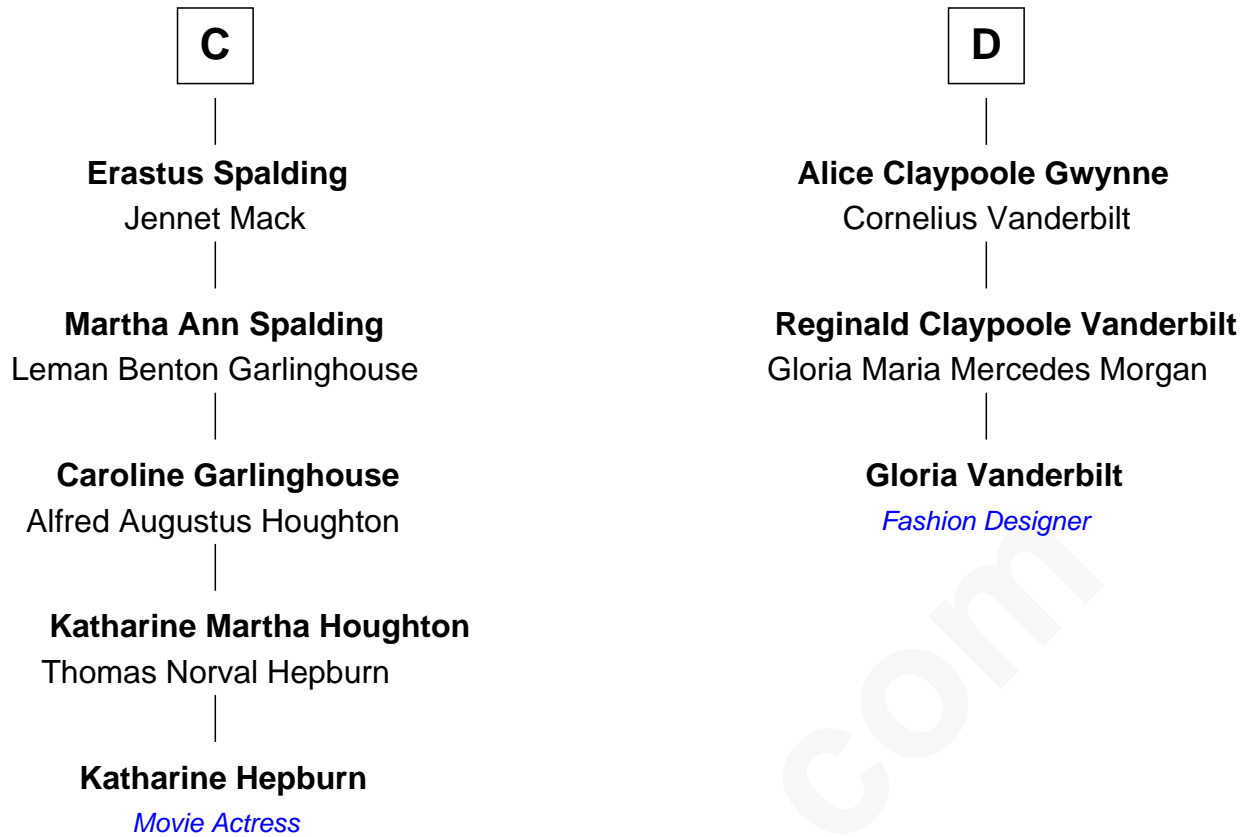 C
Erastus Spalding
Jennet Mack
Martha Ann Spalding
Leman Benton Garlinghouse
Caroline Garlinghouse
Alfred Augustus Houghton
Katharine Martha Houghton
Thomas Norval Hepburn
Katharine Hepburn
Movie Actress
D
Alice Claypoole Gwynne
Cornelius Vanderbilt
Reginald Claypoole Vanderbilt
Gloria Maria Mercedes Morgan
Gloria Vanderbilt
Fashion Designer
com